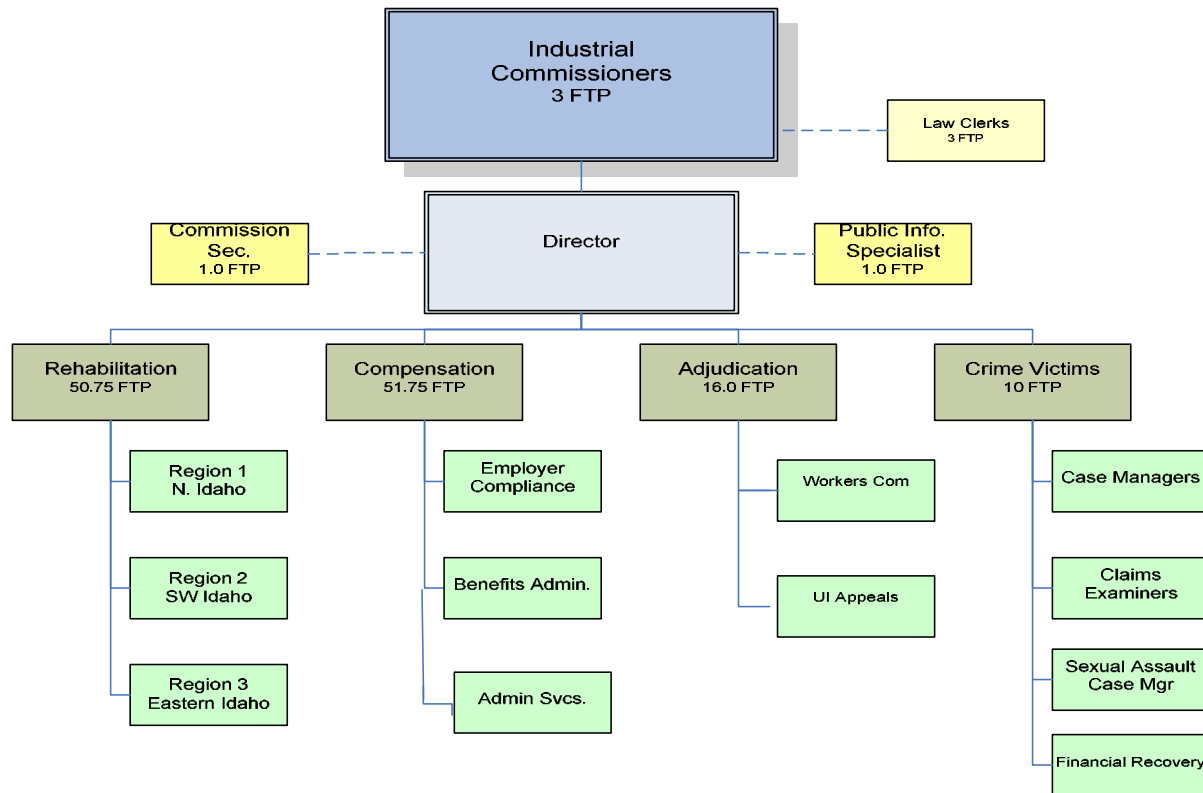 Industrial
Commissioners
3 FTP
Law Clerks
3 FTP
Commission
Sec.
1.0 FTP
Director
Public Info.
Specialist
1.0 FTP
Rehabilitation
50.75 FTP
Compensation
51.75 FTP
Adjudication
16.0 FTP
Crime Victims
10 FTP
Region 1
N. Idaho
Region 2
SW Idaho
Region 3
Eastern Idaho
Employer
Compliance
Benefits Admin.
Admin Svcs.
Workers Com
UI Appeals
Case Managers
Claims
Examiners
Sexual Assault
Case Mgr
Financial Recovery